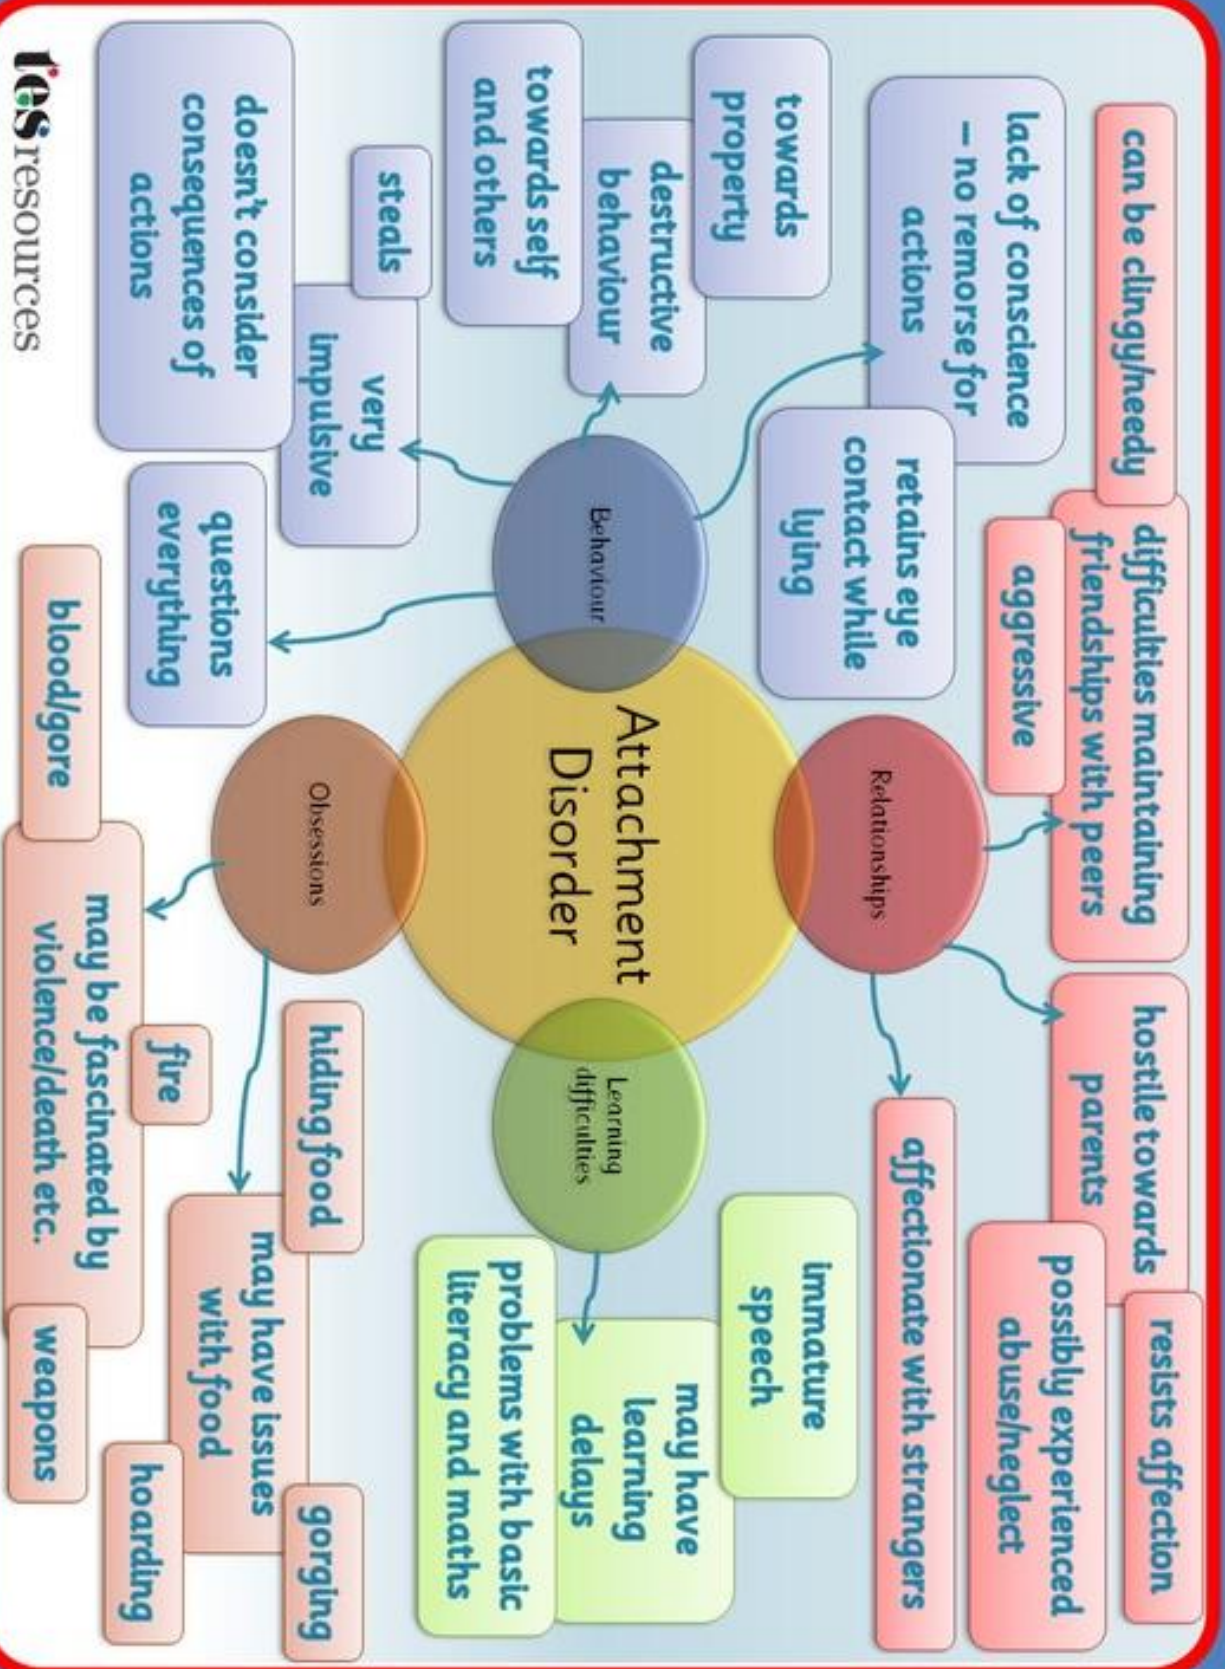 can be clingy/needy
difficulties maintaining
friendships with peers
aggressive
hostile towards
parents
resists affection
possibly experienced
abuse/neglect
affectionate with strangers
Relationships
lack of conscience
– no remorse for
actions
retains eye
contact while
lying
towards
property
destructive
behaviour
towards self
and others
steals
very
impulsive
doesn't consider
consequences of
actions
questions
everything
Behaviour
Attachment
Disorder
Learning
difficulties
immature
speech
may have
learning
delays
problems with basic
literacy and maths
Obsessions
hiding food
may have issues
with food
gorging
hoarding
blood/gore
may be fascinated by
violence/death etc.
fire
weapons
tes resources